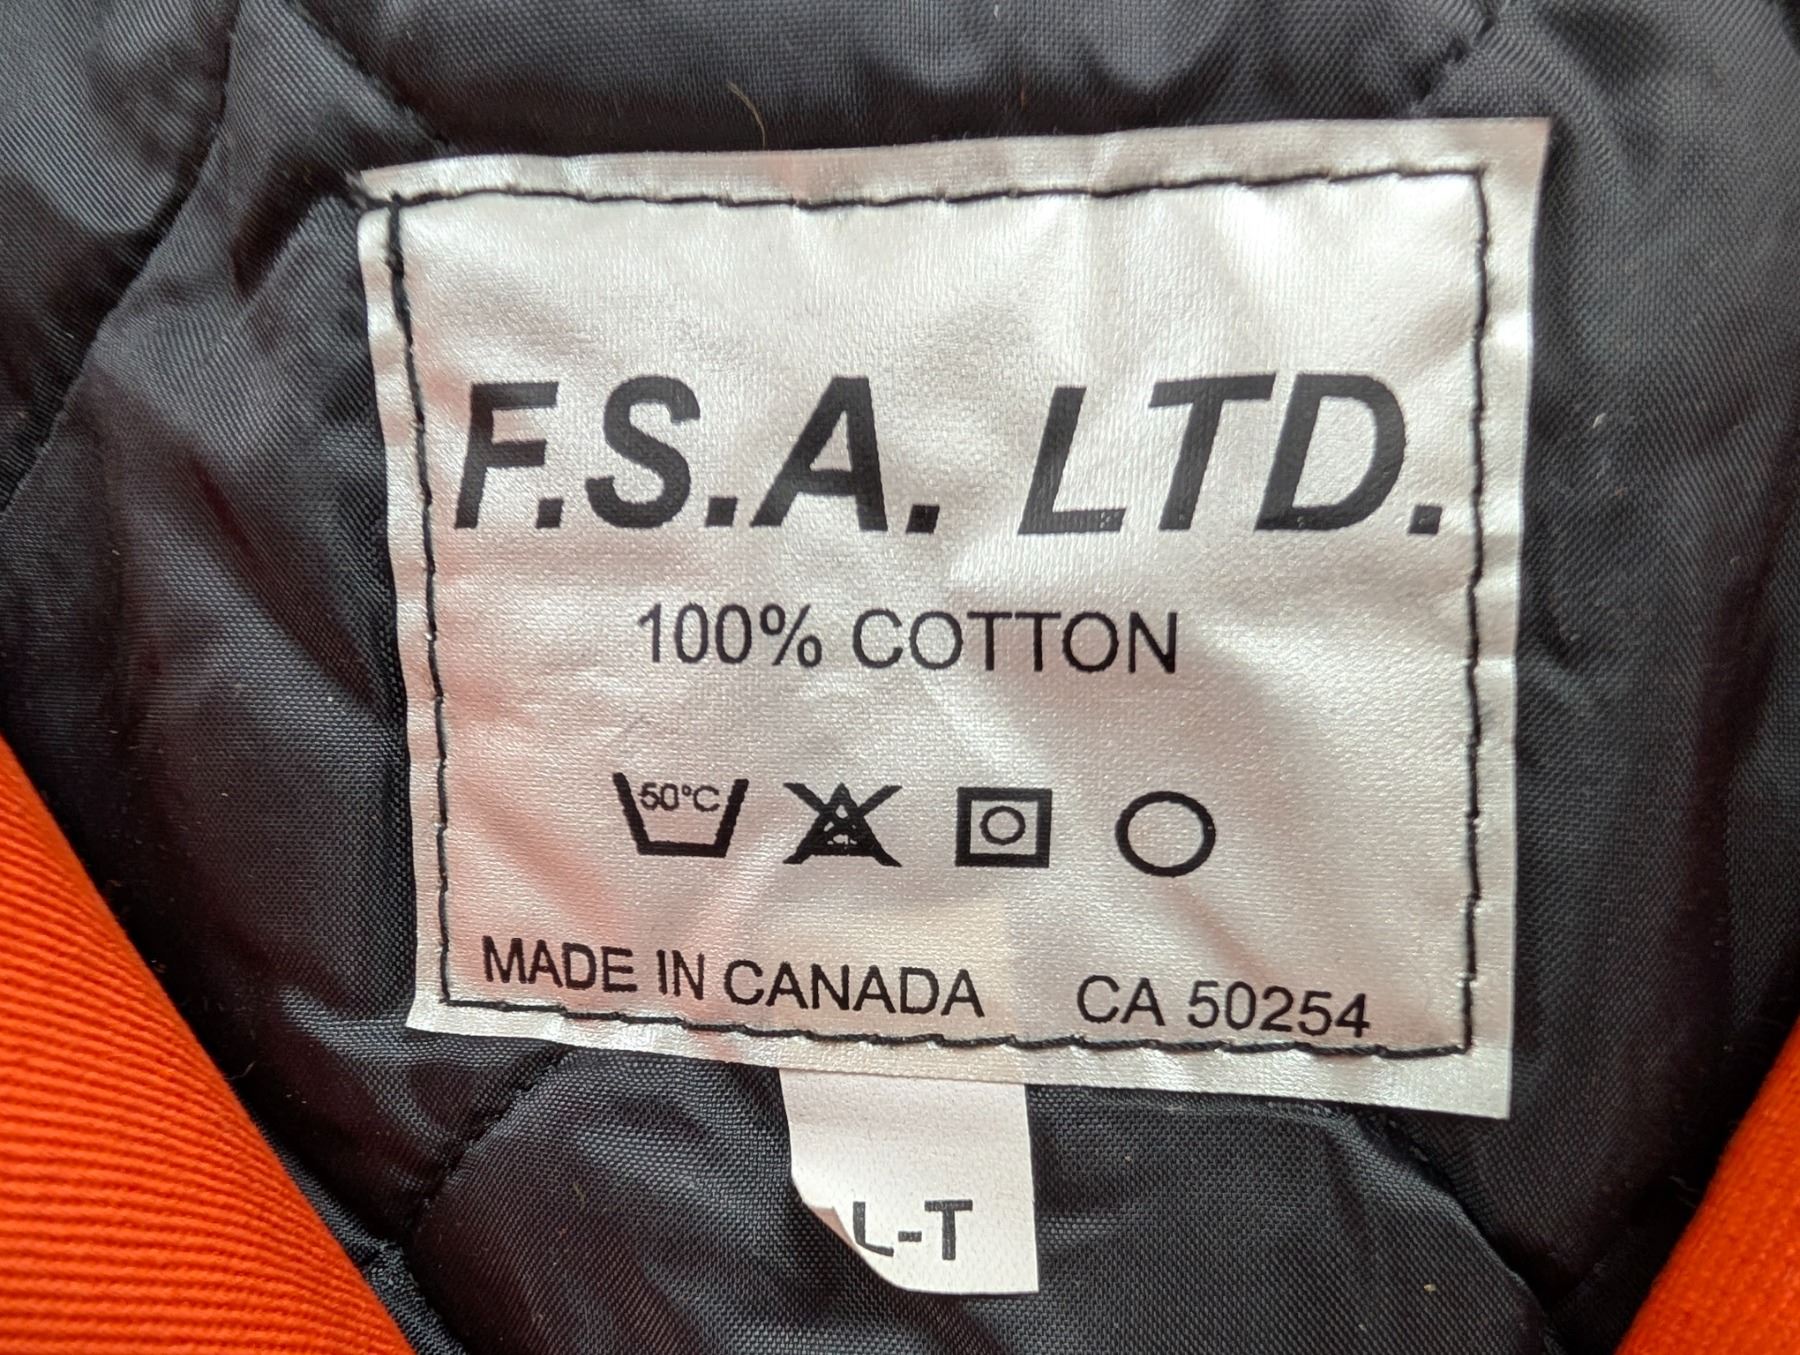 F.S.A. LTD.
100% COTTON
50°C
MADE IN CANADA CA 50254
L-T